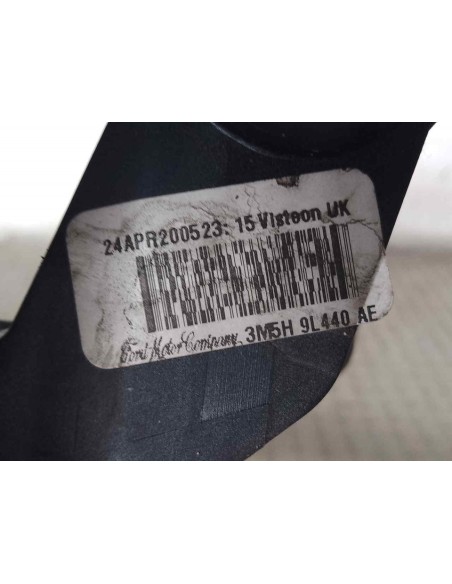 24APR200523:15 Visteon UK
Ford Motor Company 3M5H 9L440 AE